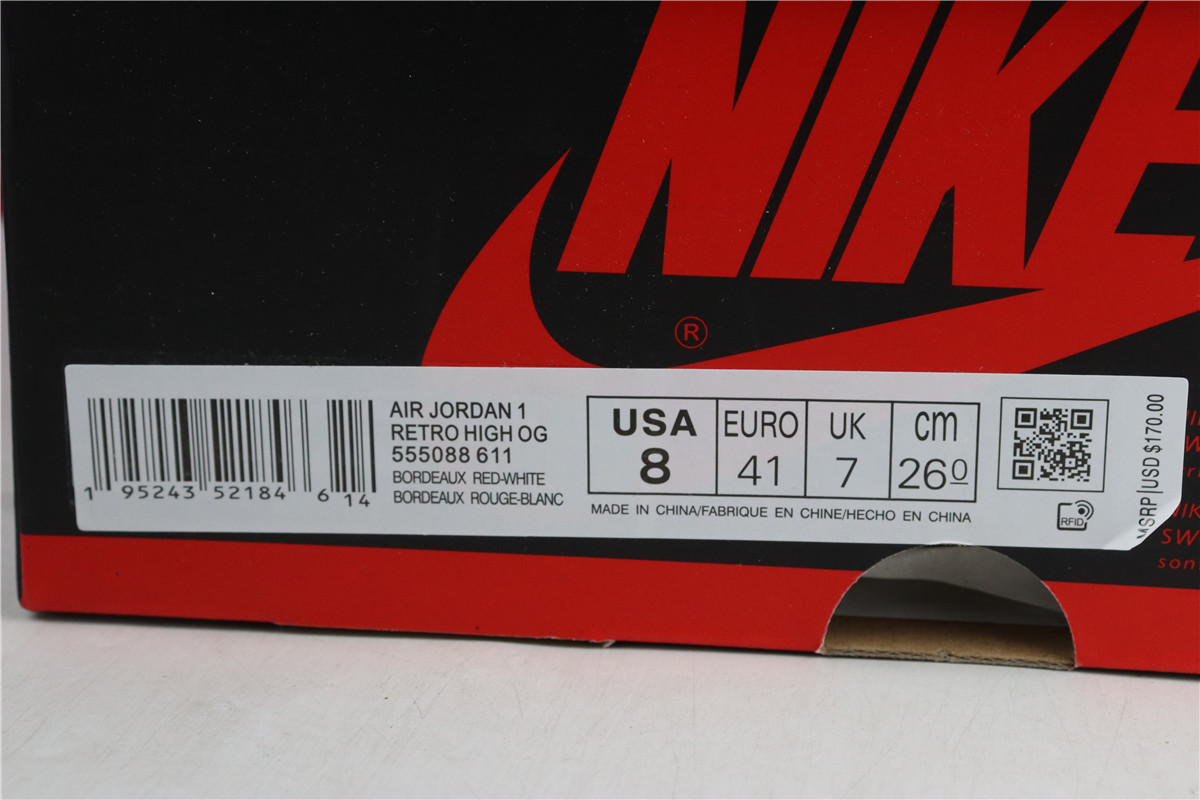 NIKE
®
AIR JORDAN 1
RETRO HIGH OG
555088 611
BORDEAUX RED-WHITE
BORDEAUX ROUGE-BLANC
1 95243 52184 6 14
USA EURO UK cm
8 41 7 26 0
MADE IN CHINA/FABRIQUE EN CHINE/HECHO EN CHINA
RFID
MSRP|USD $170.00